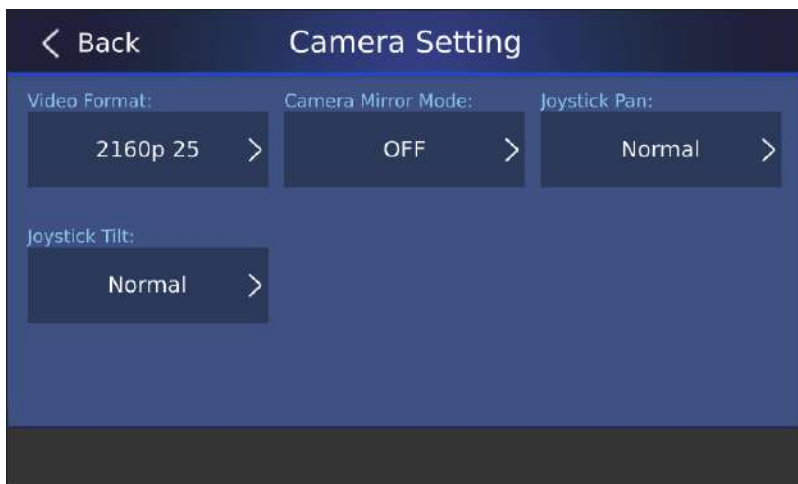 Back
Camera Setting
Video Format:
Camera Mirror Mode:
Joystick Pan:
2160p 25
OFF
Normal
Joystick Tilt:
Normal